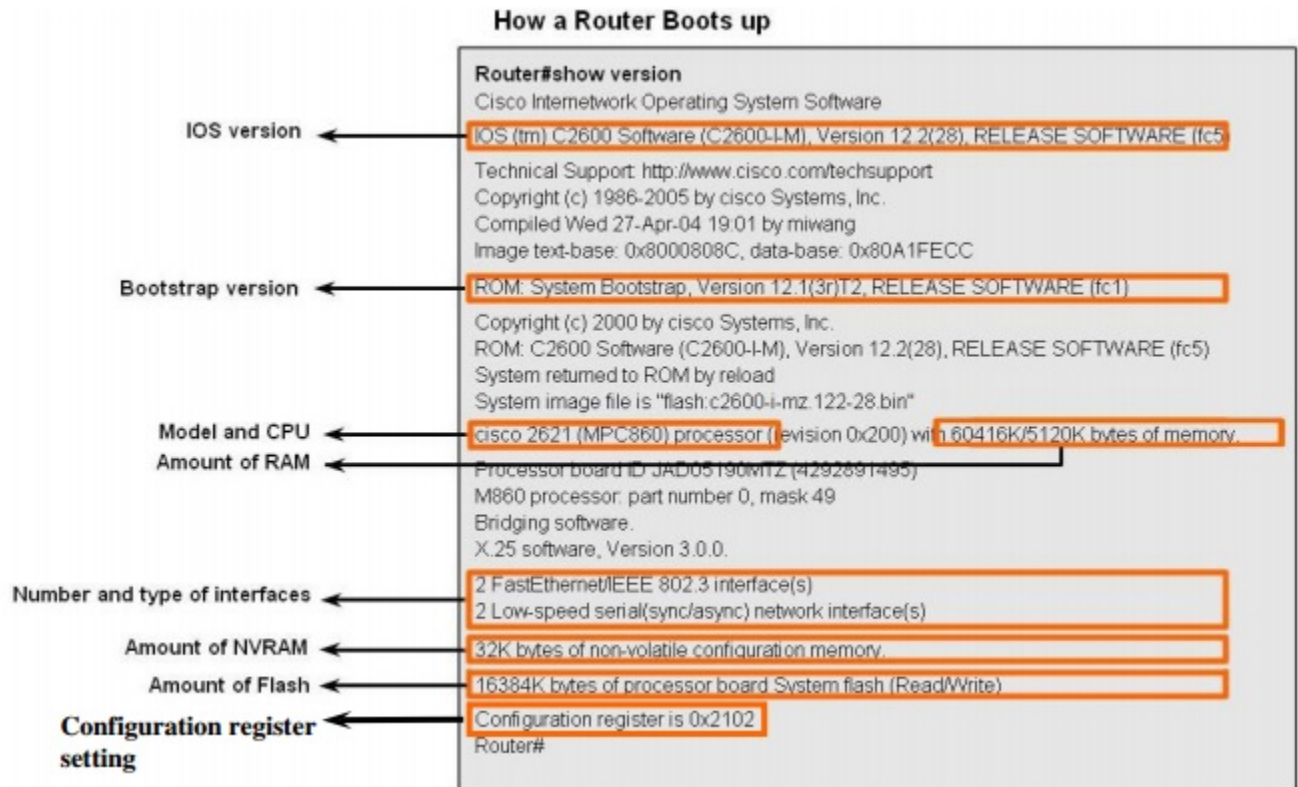 How a Router Boots up
Router#show version
Cisco Internetwork Operating System Software
IOS version
IOS (tm) C2600 Software (C2600-I-M), Version 12.2(28), RELEASE SOFTWARE (fc5)
Technical Support: http://www.cisco.com/techsupport
Copyright (c) 1986-2005 by cisco Systems, Inc.
Compiled Wed 27-Apr-04 19:01 by miwang
Image text-base: 0x8000808C, data-base: 0x80A1FECC
Bootstrap version
ROM: System Bootstrap, Version 12.1(3r)T2, RELEASE SOFTWARE (fc1)
Copyright (c) 2000 by cisco Systems, Inc.
ROM: C2600 Software (C2600-I-M), Version 12.2(28), RELEASE SOFTWARE (fc5)
System returned to ROM by reload
System image file is "flash:c2600-i-mz.122-28.bin"
Model and CPU
cisco 2621 (MPC860) processor (revision 0x200) with 60416K/5120K bytes of memory.
Amount of RAM
Processor board ID JAD05190MTZ (4292891495)
M860 processor: part number 0, mask 49
Bridging software.
X.25 software, Version 3.0.0.
Number and type of interfaces
2 FastEthernet/IEEE 802.3 interface(s)
2 Low-speed serial(sync/async) network interface(s)
Amount of NVRAM
32K bytes of non-volatile configuration memory.
Amount of Flash
16384K bytes of processor board System flash (Read/Write)
Configuration register
setting
Configuration register is 0x2102
Router#